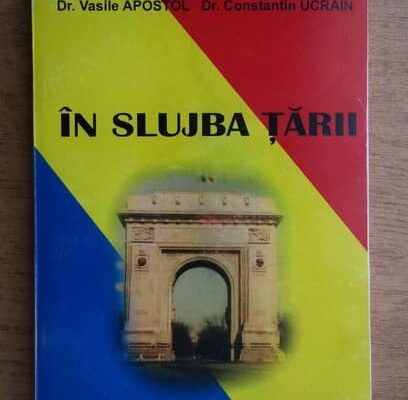 Dr. Vasile APOSTOL   Dr. Constantin UCRAIN
ÎN SLUJBA ȚĂRII